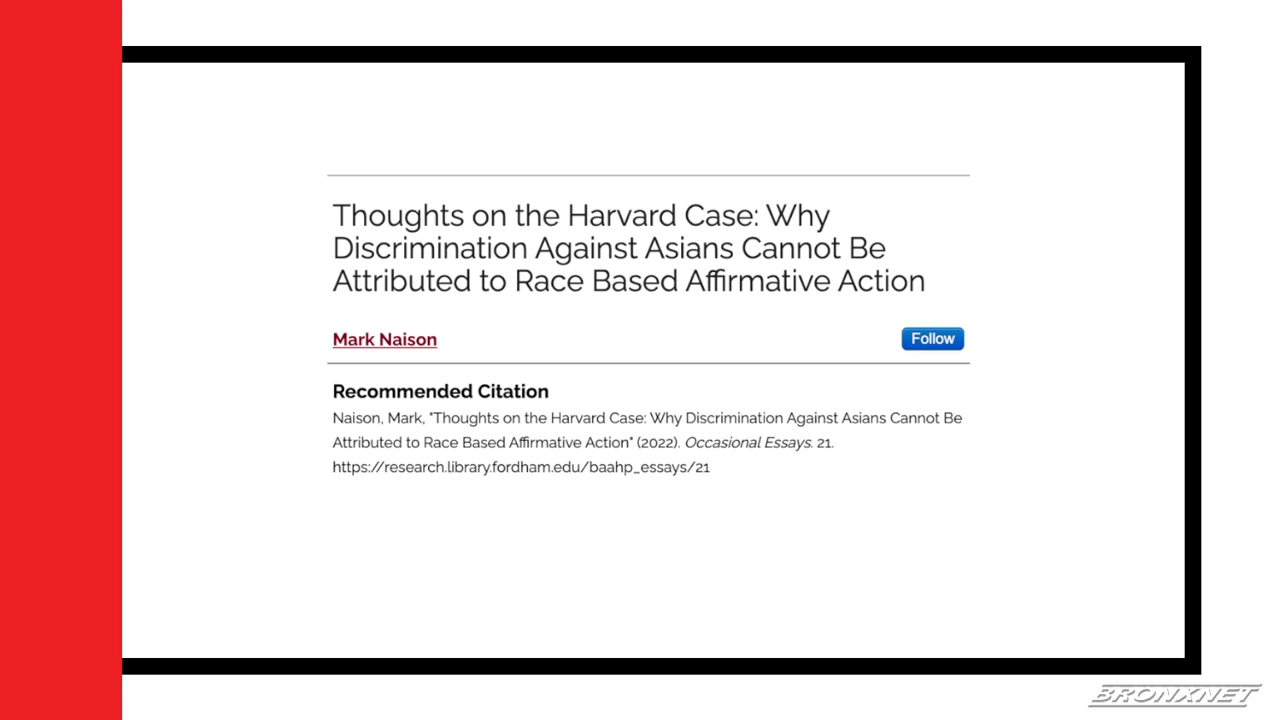 Thoughts on the Harvard Case: Why
Discrimination Against Asians Cannot Be
Attributed to Race Based Affirmative Action
Mark Naison
Follow
Recommended Citation
Naison, Mark, "Thoughts on the Harvard Case: Why Discrimination Against Asians Cannot Be
Attributed to Race Based Affirmative Action" (2022). Occasional Essays. 21.
https://research.library.fordham.edu/baahp_essays/21
BRONXNET